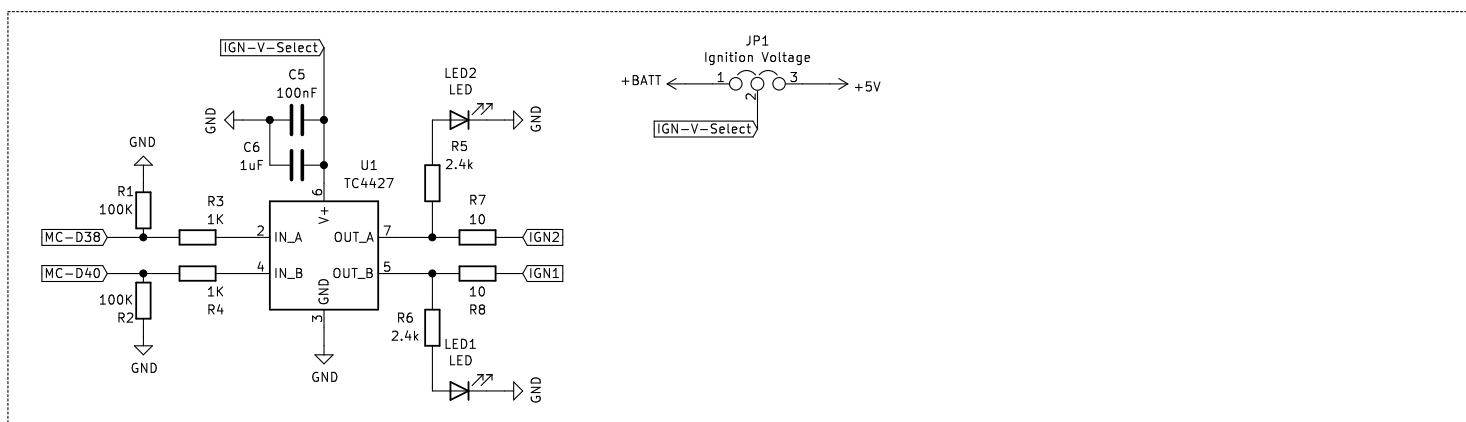 IGN-V-Select
C5
100nF
GND
C6
1uF
LED2
LED
GND
R5
2.4k
JP1
Ignition Voltage
+BATT
1
3
+5V
2
IGN-V-Select
GND
R1
100K
R3
1K
U1
TC4427
6
V+
R7
10
MC-D38
2
IN_A
OUT_A
7
IGN2
MC-D40
4
IN_B
OUT_B
5
IGN1
100K
R2
1K
R4
GND
3
10
R8
R6
2.4k
LED1
LED
GND
GND
GND